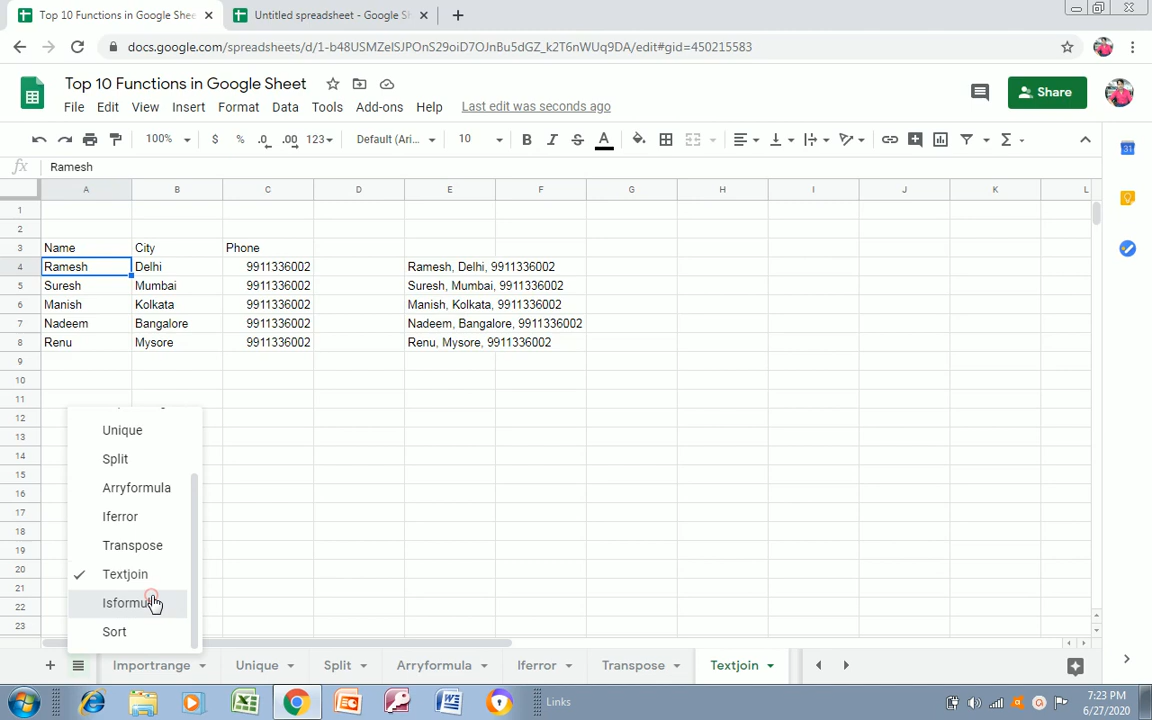 Top 10 Functions in Google Shee
Untitled spreadsheet - Google S
docs.google.com/spreadsheets/d/1-b48USMZelSJPOnS29oiD7OJnBu5dGZ_k2T6nWUq9DA/edit#gid=450215583
Top 10 Functions in Google Sheet
Share
File Edit View Insert Format Data Tools Add-ons Help Last edit was seconds ago
100% $ % .0 .00 123 Default (Ari... 10 B I S A Σ
fx Ramesh
A B C D E F G H I J K L
1
2
3 Name City Phone
4 Ramesh Delhi 9911336002 Ramesh, Delhi, 9911336002
5 Suresh Mumbai 9911336002 Suresh, Mumbai, 9911336002
6 Manish Kolkata 9911336002 Manish, Kolkata, 9911336002
7 Nadeem Bangalore 9911336002 Nadeem, Bangalore, 9911336002
8 Renu Mysore 9911336002 Renu, Mysore, 9911336002
9
10
11
12
13
14
15
16
17
18
19
20
21
22
23
Unique
Split
Arryformula
Iferror
Transpose
Textjoin
Sort
Importrange Unique Split Arryformula Iferror Transpose Textjoin
Links
7:23 PM
6/27/2020
31